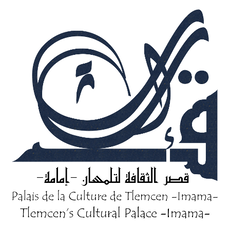 قصر الثقافة لتلمسان -إمامة-
Palais de la Culture de Tlemcen -Imama-
Tlemcen's Cultural Palace -Imama-